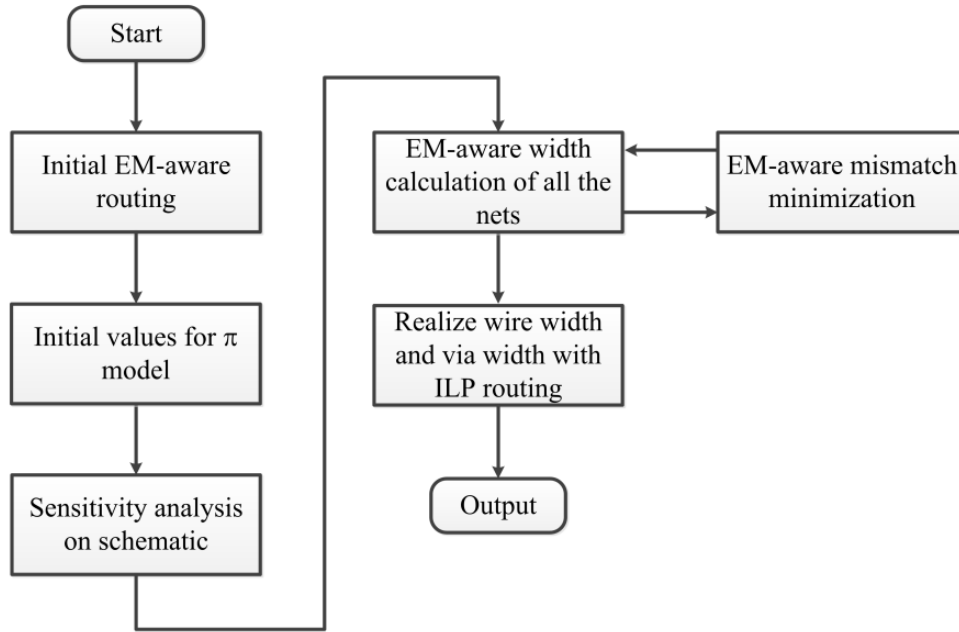 Start
Initial EM-aware
routing
Initial values for π
model
Sensitivity analysis
on schematic
EM-aware width
calculation of all the
nets
EM-aware mismatch
minimization
Realize wire width
and via width with
ILP routing
Output